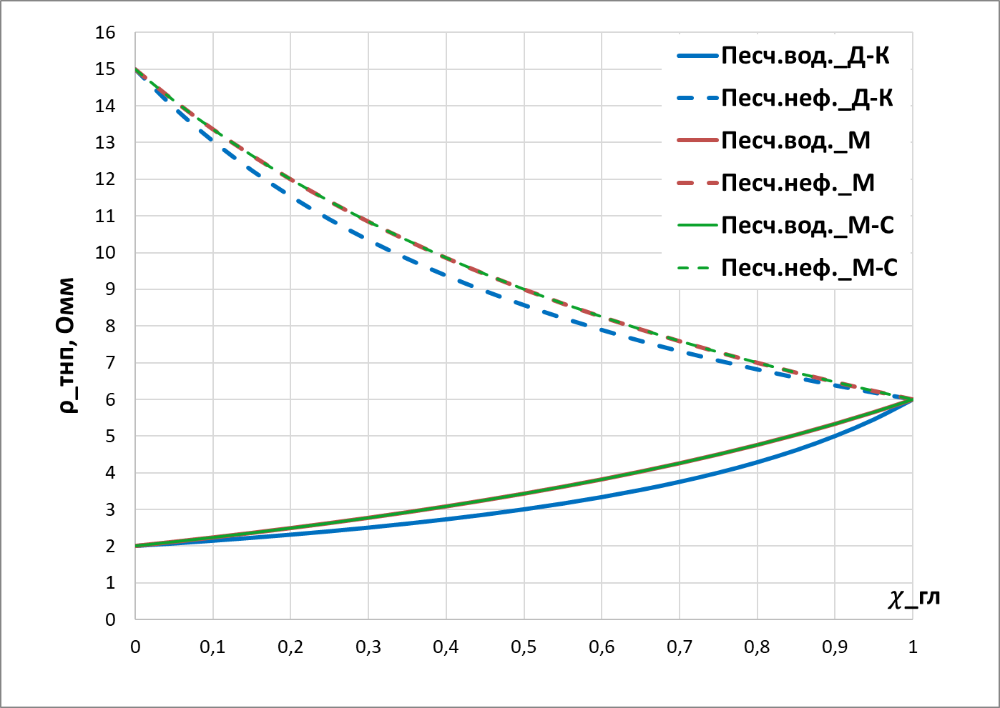 16
15
14
13
12
11
10
9
8
7
6
5
4
3
2
1
0
ρ_тнп, Омм
Песч.вод._Д-К
Песч.неф._Д-К
Песч.вод._М
Песч.неф._М
Песч.вод._М-С
Песч.неф._М-С
χ_гл
0 0,1 0,2 0,3 0,4 0,5 0,6 0,7 0,8 0,9 1